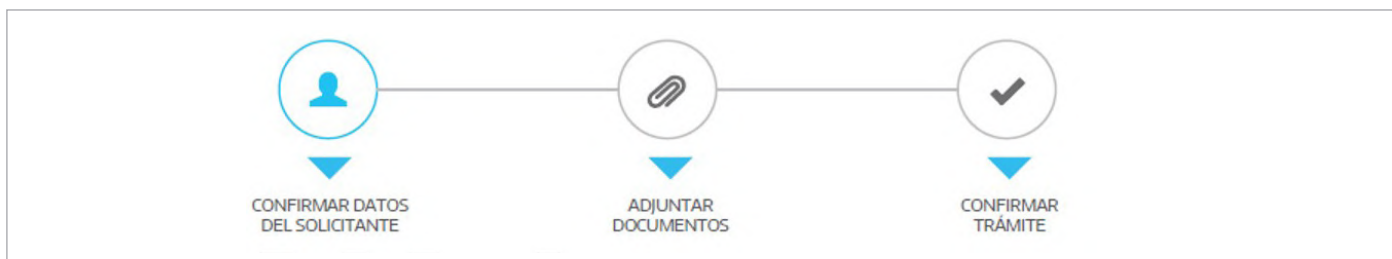 CONFIRMAR DATOS
DEL SOLICITANTE
ADJUNTAR
DOCUMENTOS
CONFIRMAR
TRÁMITE